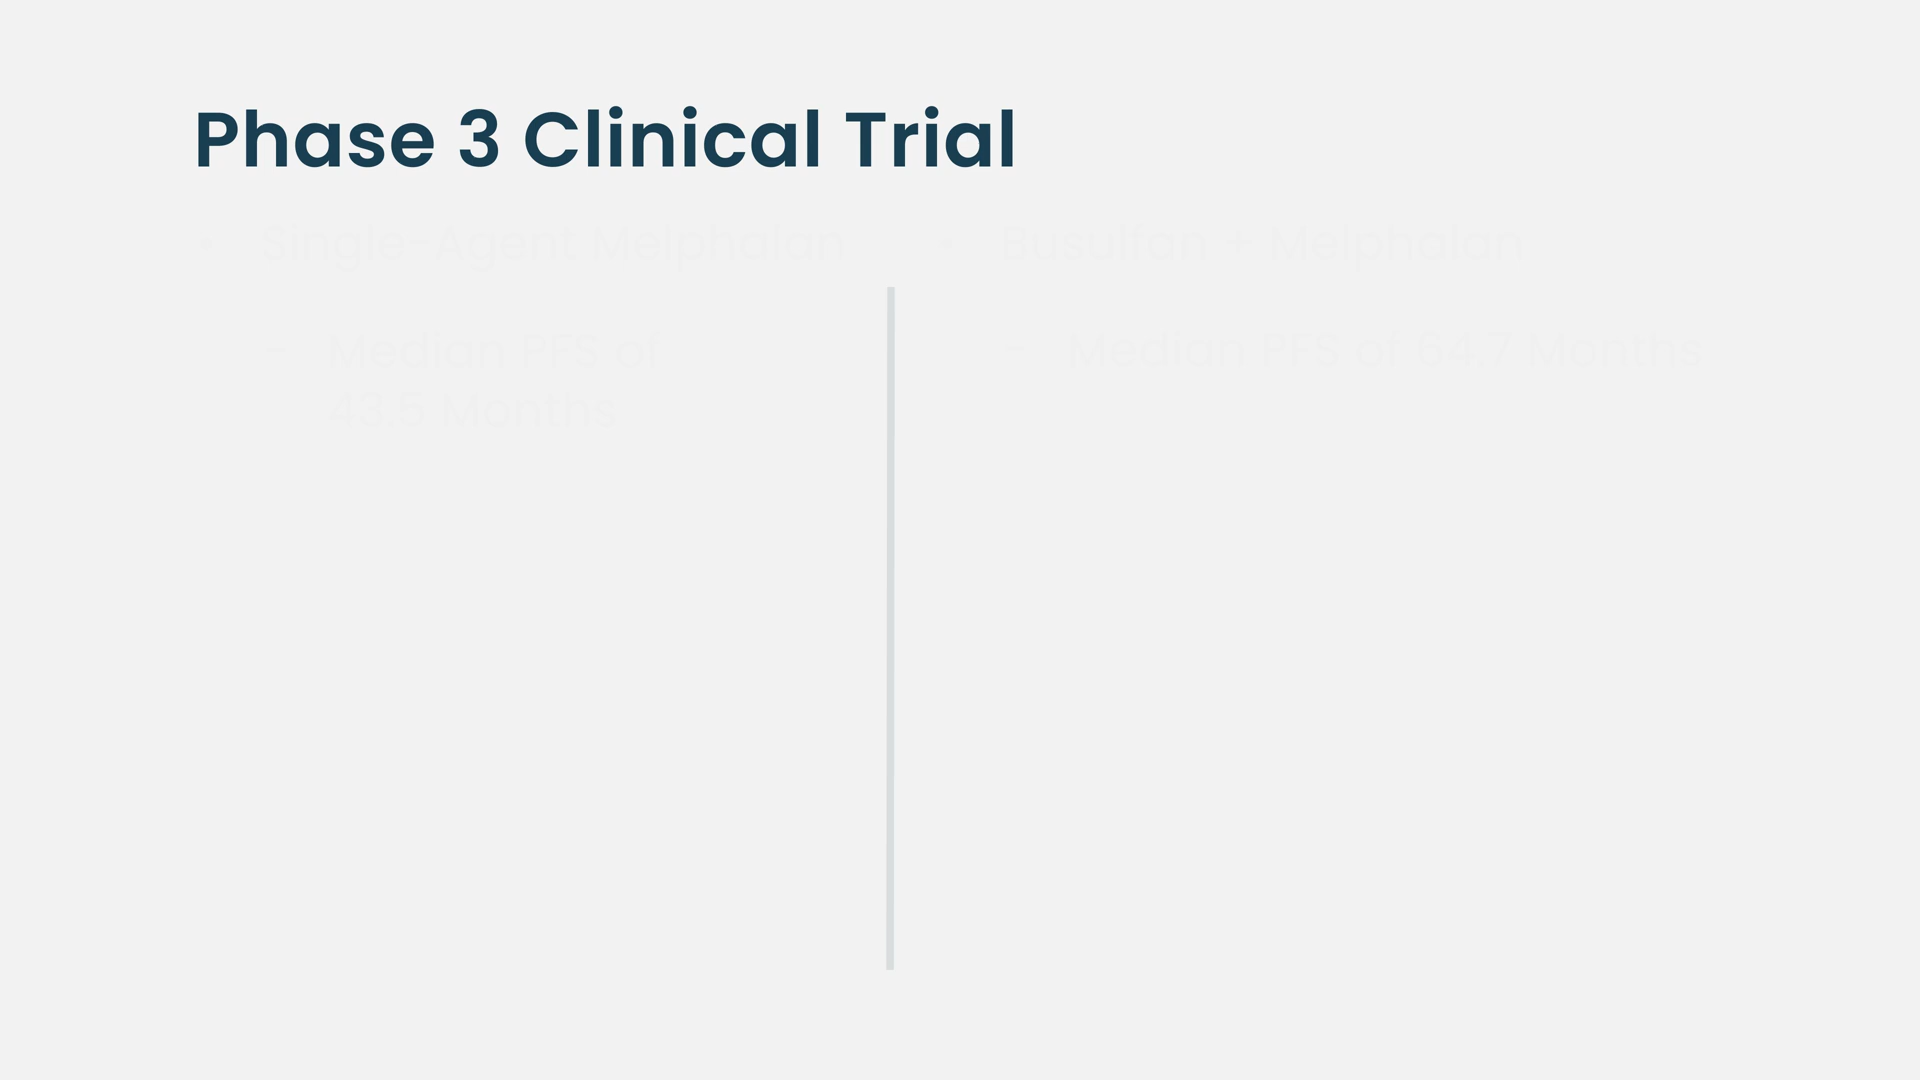 Phase 3 Clinical Trial
• Single-Agent Melphalan
- Median PFS of
43.5 Months
• Busulfan + Melphalan
- Median PFS of 64.7 Months